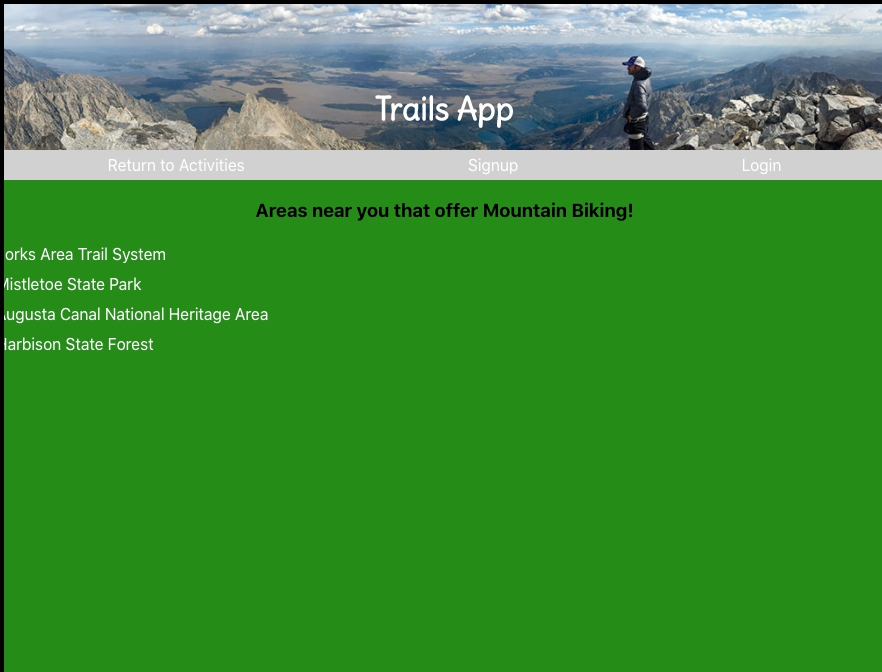 Trails App
Return to Activities Signup Login
Areas near you that offer Mountain Biking!
orks Area Trail System
Mistletoe State Park
Augusta Canal National Heritage Area
Harbison State Forest